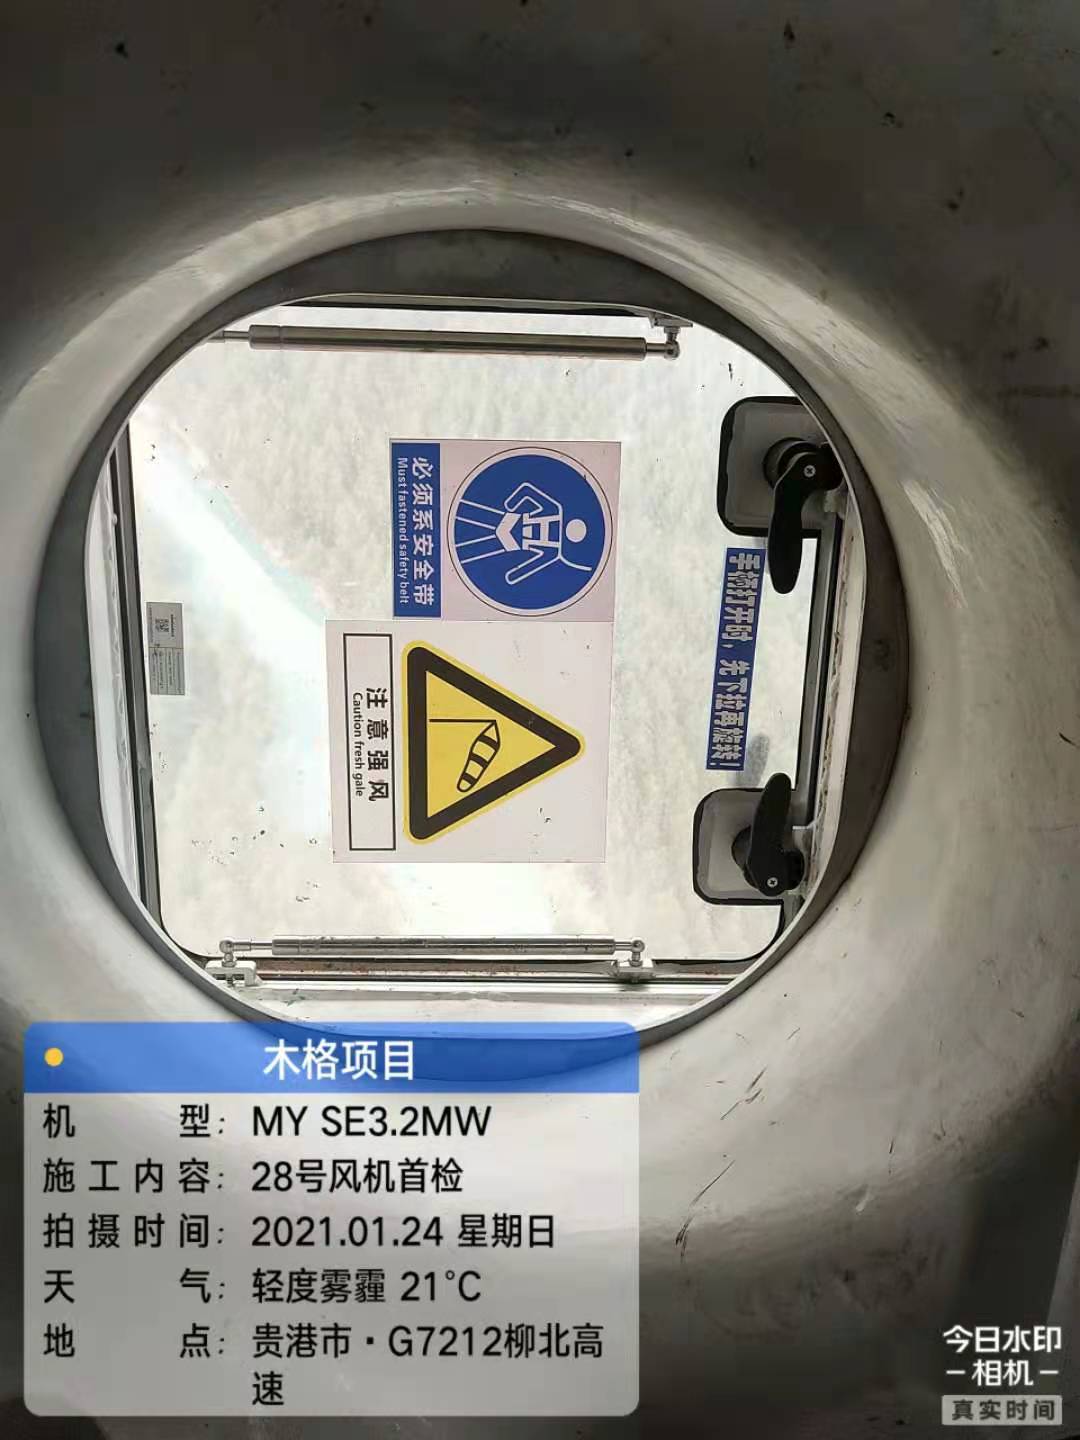 必须系安全带
Must fastened safety belt
注意强风
Caution fresh gale
手柄打开时，先下拉再旋转！
木格项目
机型：MY SE3.2MW
施工内容：28号风机首检
拍摄时间：2021.01.24 星期日
天气：轻度雾霾 21℃
地点：贵港市·G7212柳北高
速
今日水印
相机
真实时间